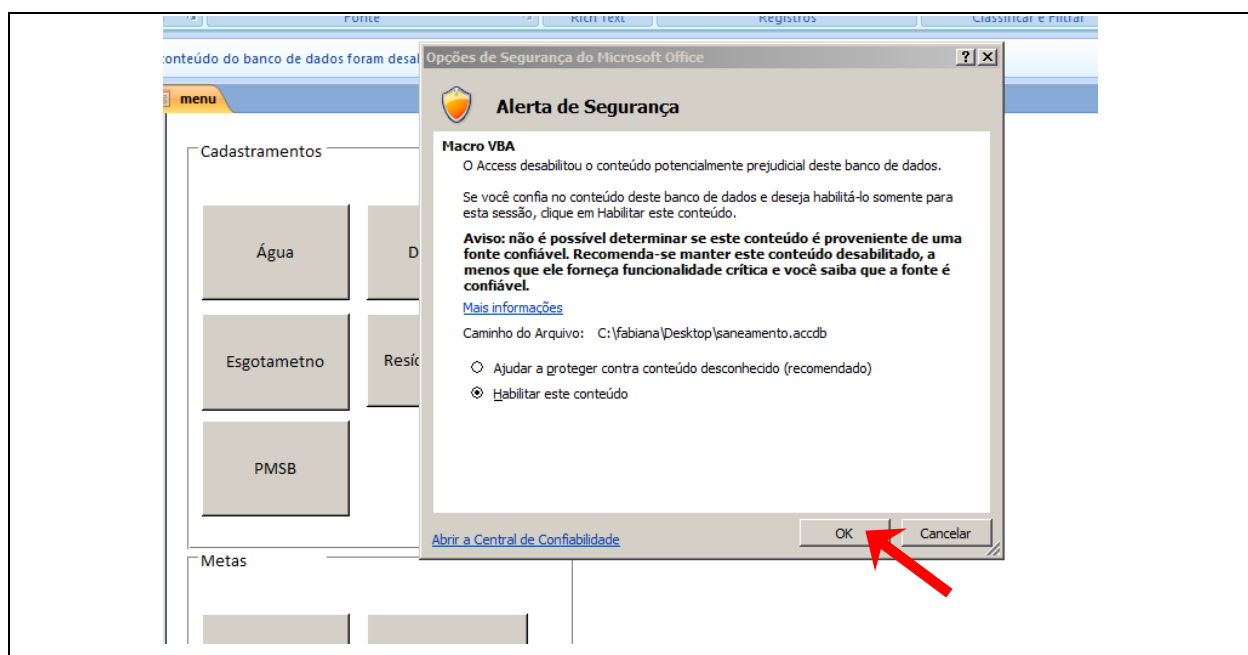 Fonte
Rich Text
Registros
Classificar e Filtrar
conteúdo do banco de dados foram desal
Opções de Segurança do Microsoft Office
menu
Alerta de Segurança
Cadastramentos
Macro VBA
O Access desabilitou o conteúdo potencialmente prejudicial deste banco de dados.
Se você confia no conteúdo deste banco de dados e deseja habilitá-lo somente para
esta sessão, clique em Habilitar este conteúdo.
Aviso: não é possível determinar se este conteúdo é proveniente de uma
fonte confiável. Recomenda-se manter este conteúdo desabilitado, a
menos que ele forneça funcionalidade crítica e você saiba que a fonte é
confiável.
Mais informações
Caminho do Arquivo: C:\fabiana\Desktop\saneamento.accdb
Ajudar a proteger contra conteúdo desconhecido (recomendado)
Habilitar este conteúdo
Água
D
Esgotametno
Resíd
PMSB
Abrir a Central de Confiabilidade
OK
Cancelar
Metas